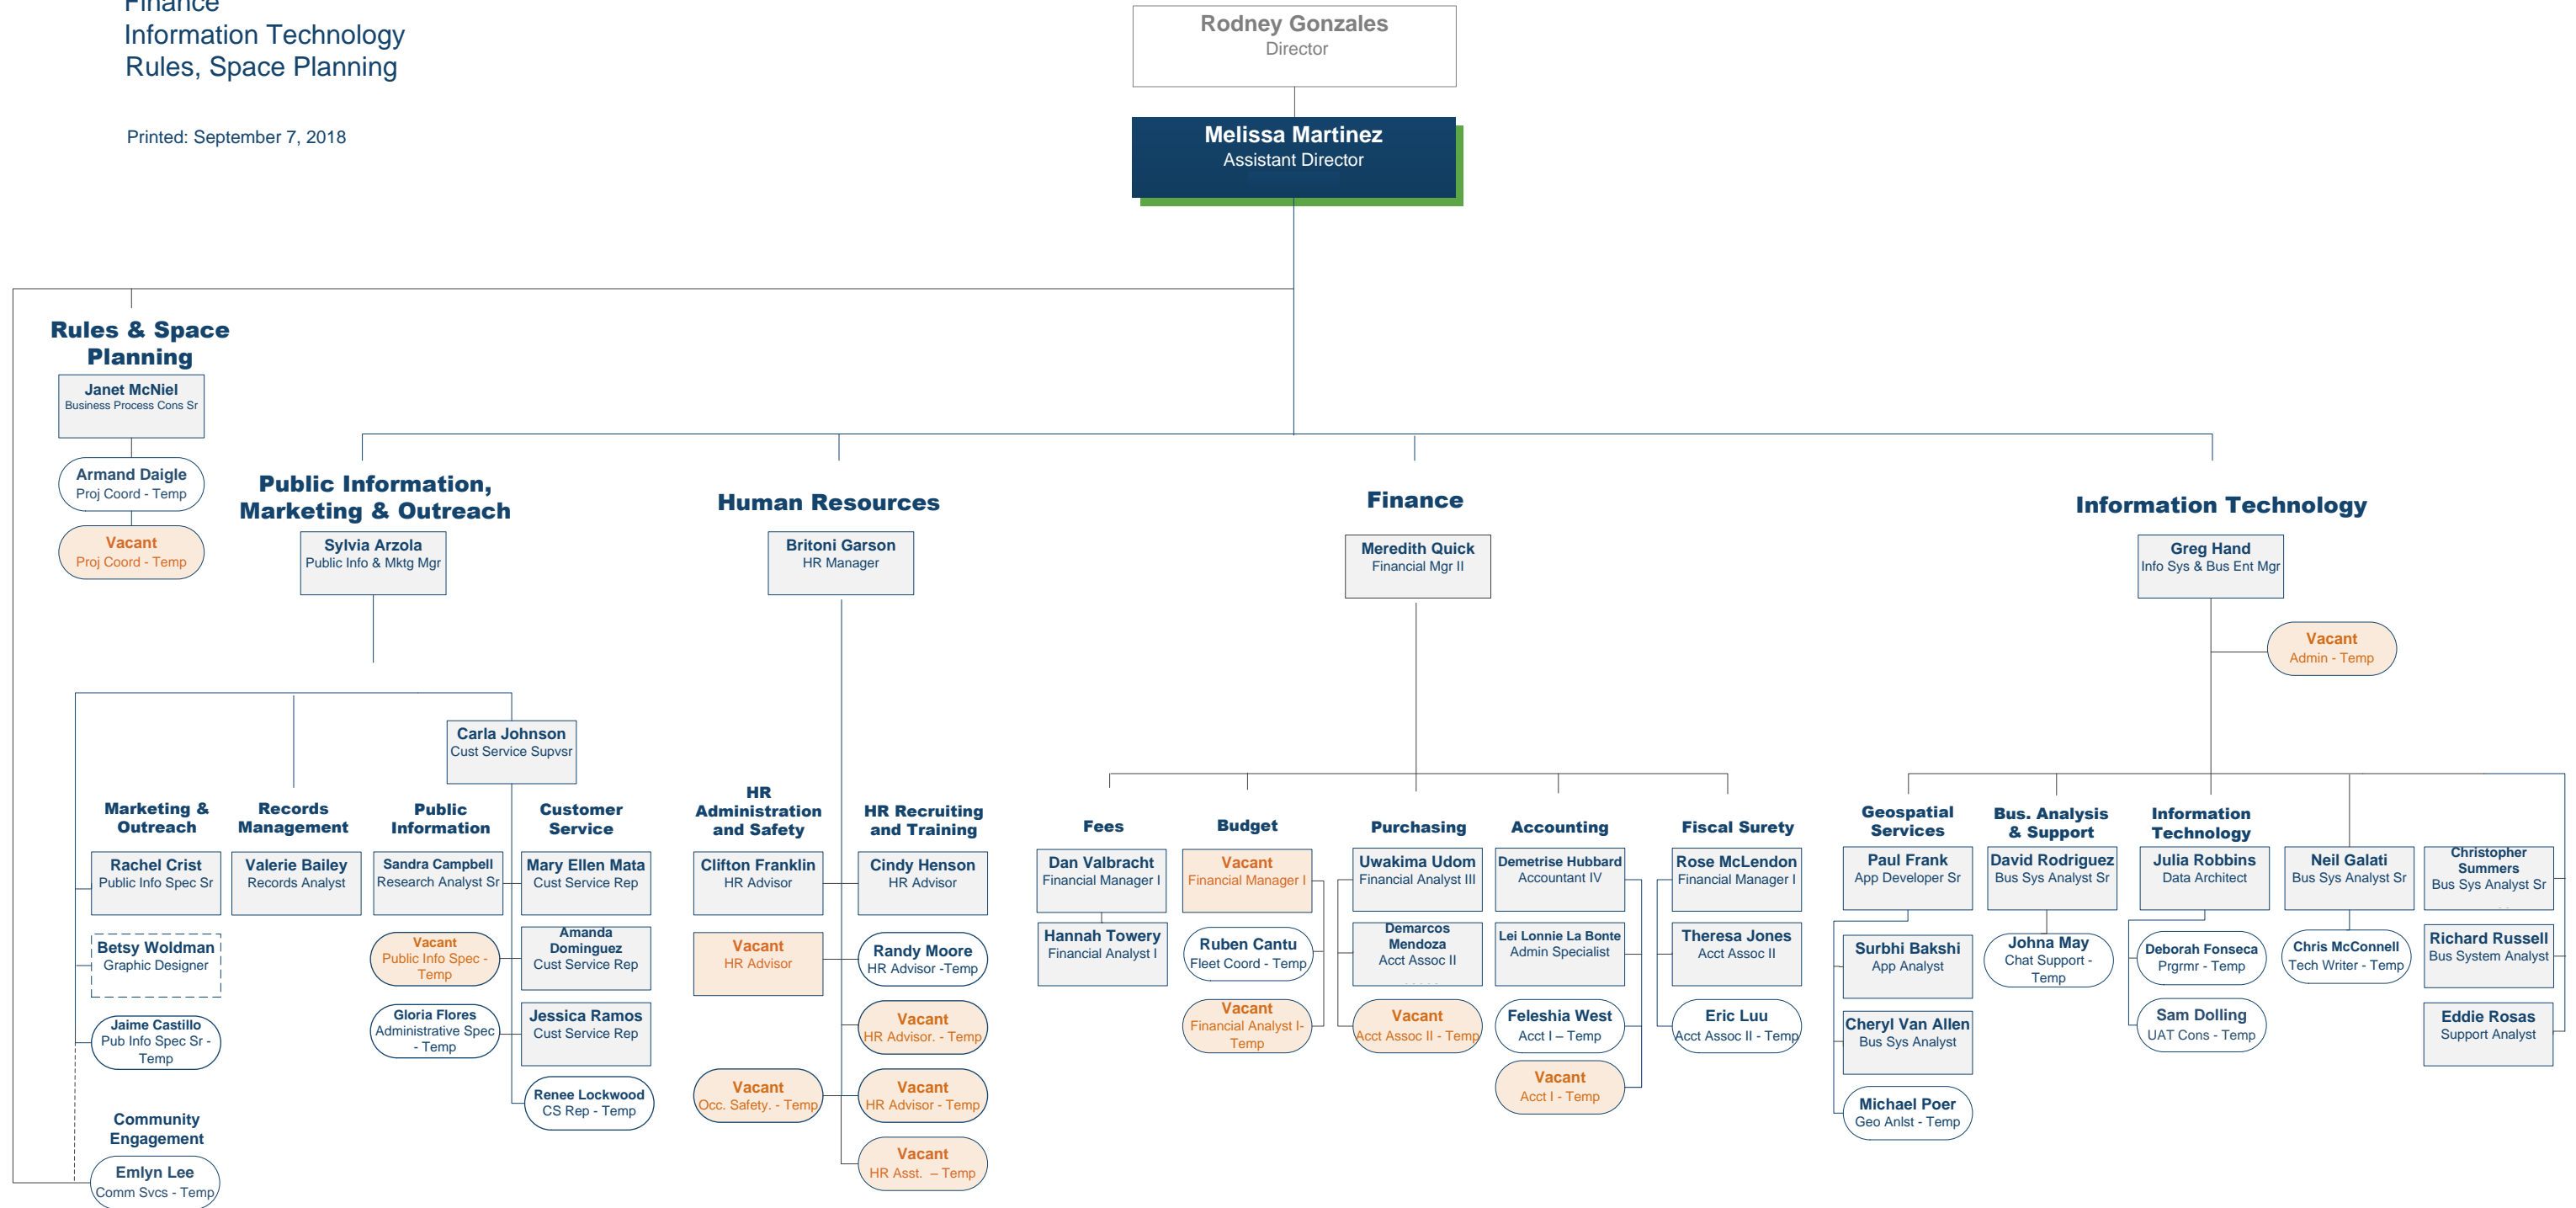 Finance
Information Technology
Rules, Space Planning
Printed: September 7, 2018
Rodney Gonzales
Director
Melissa Martinez
Assistant Director
Rules & Space
Planning
Janet McNiel
Business Process Cons Sr
Armand Daigle
Proj Coord - Temp
Vacant
Proj Coord - Temp
Public Information,
Marketing & Outreach
Sylvia Arzola
Public Info & Mktg Mgr
Carla Johnson
Cust Service Supvsr
Marketing &
Outreach
Rachel Crist
Public Info Spec Sr
Betsy Woldman
Graphic Designer
Jaime Castillo
Pub Info Spec Sr -
Temp
Community
Engagement
Emlyn Lee
Comm Svcs - Temp
Records
Management
Valerie Bailey
Records Analyst
Public
Information
Sandra Campbell
Research Analyst Sr
Vacant
Public Info Spec -
Temp
Gloria Flores
Administrative Spec
- Temp
Customer
Service
Mary Ellen Mata
Cust Service Rep
Amanda
Dominguez
Cust Service Rep
Jessica Ramos
Cust Service Rep
Renee Lockwood
CS Rep - Temp
Human Resources
Britoni Garson
HR Manager
HR
Administration
and Safety
Clifton Franklin
HR Advisor
Vacant
HR Advisor
Vacant
Occ. Safety. - Temp
HR Recruiting
and Training
Cindy Henson
HR Advisor
Randy Moore
HR Advisor -Temp
Vacant
HR Advisor. - Temp
Vacant
HR Advisor - Temp
Vacant
HR Asst. – Temp
Finance
Meredith Quick
Financial Mgr II
Fees
Dan Valbracht
Financial Manager I
Hannah Towery
Financial Analyst I
Budget
Vacant
Financial Manager I
Ruben Cantu
Fleet Coord - Temp
Vacant
Financial Analyst I-
Temp
Purchasing
Uwakima Udom
Financial Analyst III
Demarcos
Mendoza
Acct Assoc II
Vacant
Acct Assoc II - Temp
Accounting
Demetrise Hubbard
Accountant IV
Lei Lonnie La Bonte
Admin Specialist
Feleshia West
Acct I – Temp
Vacant
Acct I - Temp
Fiscal Surety
Rose McLendon
Financial Manager I
Theresa Jones
Acct Assoc II
Eric Luu
Acct Assoc II - Temp
Information Technology
Greg Hand
Info Sys & Bus Ent Mgr
Vacant
Admin - Temp
Geospatial
Services
Paul Frank
App Developer Sr
Surbhi Bakshi
App Analyst
Cheryl Van Allen
Bus Sys Analyst
Michael Poer
Geo Anlst - Temp
Bus. Analysis
& Support
David Rodriguez
Bus Sys Analyst Sr
Johna May
Chat Support -
Temp
Information
Technology
Julia Robbins
Data Architect
Deborah Fonseca
Prgrmr - Temp
Sam Dolling
UAT Cons - Temp
Neil Galati
Bus Sys Analyst Sr
Chris McConnell
Tech Writer - Temp
Christopher
Summers
Bus Sys Analyst Sr
Richard Russell
Bus System Analyst
Eddie Rosas
Support Analyst